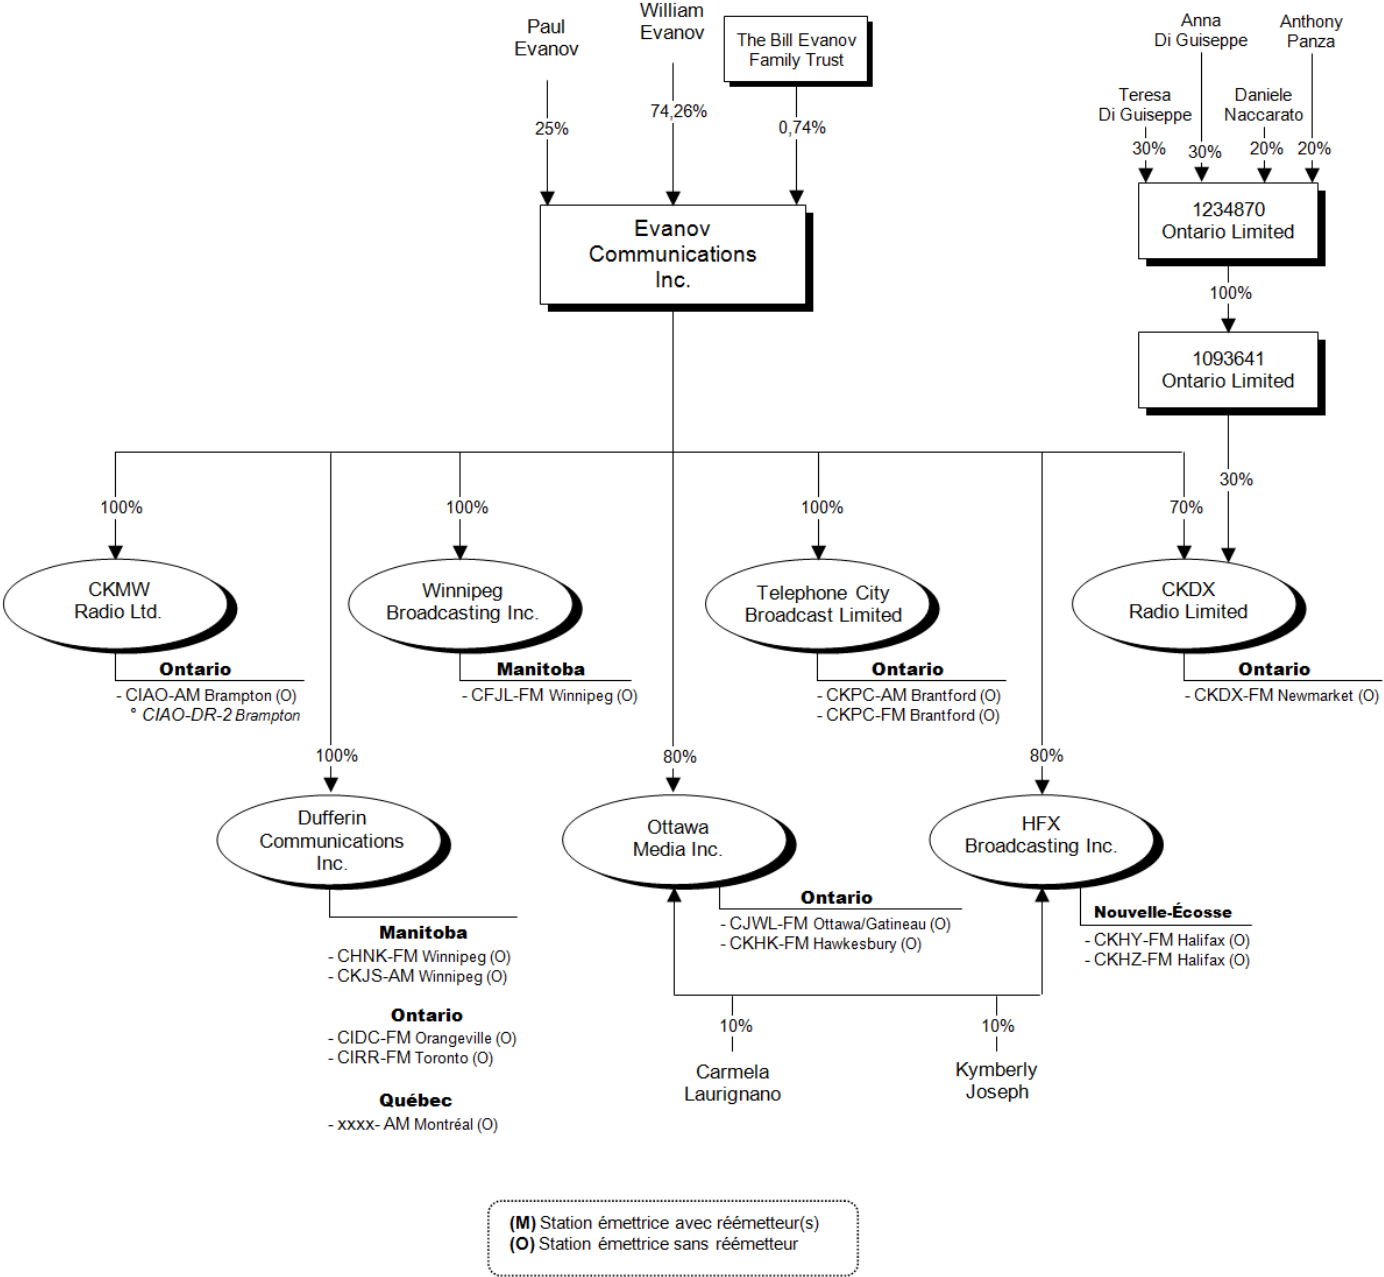 Paul
Evanov
William
Evanov
The Bill Evanov
Family Trust
Anna
Di Guiseppe
Anthony
Panza
Teresa
Di Guiseppe
Daniele
Naccarato
25%
74,26%
0,74%
30%
30%
20%
20%
Evanov
Communications
Inc.
1234870
Ontario Limited
100%
1093641
Ontario Limited
30%
100%
100%
100%
70%
CKMW
Radio Ltd.
Winnipeg
Broadcasting Inc.
Telephone City
Broadcast Limited
CKDX
Radio Limited
Ontario
- CIAO-AM Brampton (O)
° CIAO-DR-2 Brampton
Manitoba
- CFJL-FM Winnipeg (O)
Ontario
- CKPC-AM Brantford (O)
- CKPC-FM Brantford (O)
Ontario
- CKDX-FM Newmarket (O)
100%
80%
80%
Dufferin
Communications
Inc.
Ottawa
Media Inc.
HFX
Broadcasting Inc.
Manitoba
- CHNK-FM Winnipeg (O)
- CKJS-AM Winnipeg (O)
Ontario
- CIDC-FM Orangeville (O)
- CIRR-FM Toronto (O)
Québec
- xxxx- AM Montréal (O)
Ontario
- CJWL-FM Ottawa/Gatineau (O)
- CKHK-FM Hawkesbury (O)
Nouvelle-Écosse
- CKHY-FM Halifax (O)
- CKHZ-FM Halifax (O)
10%
Carmela
Laurignano
10%
Kymberly
Joseph
(M) Station émettrice avec réémetteur(s)
(O) Station émettrice sans réémetteur